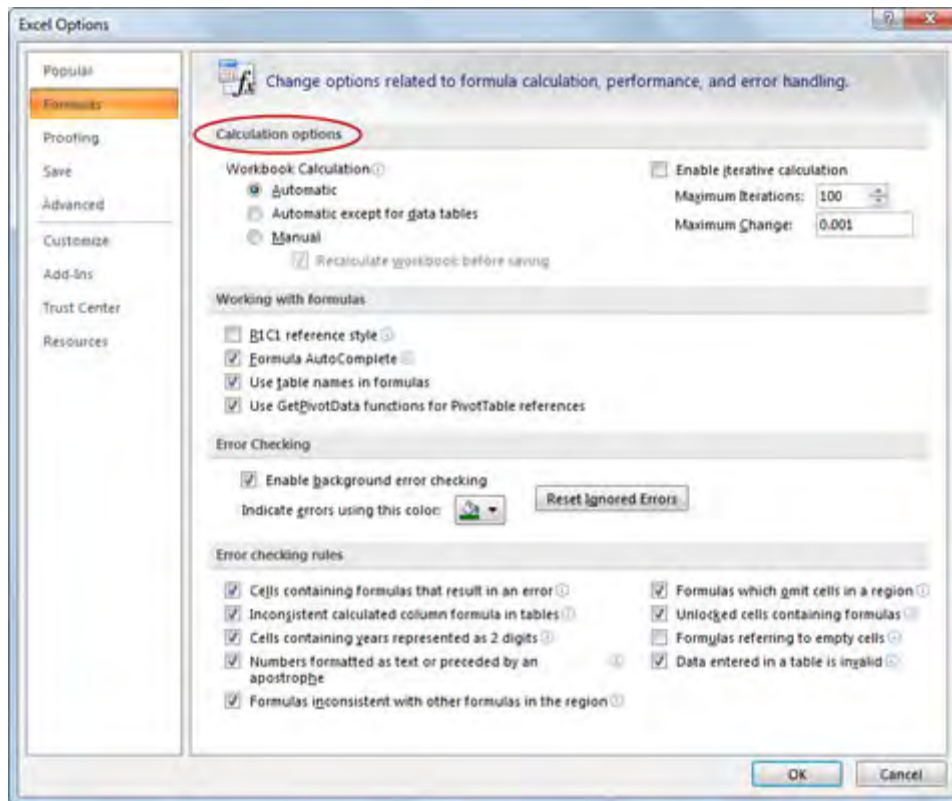 Excel Options
Popular
Formulas
Proofing
Save
Advanced
Customize
Add-Ins
Trust Center
Resources
fx Change options related to formula calculation, performance, and error handling.
Calculation options
Workbook Calculation
Automatic
Automatic except for data tables
Manual
Recalculate workbook before saving
Enable iterative calculation
Maximum Iterations: 100
Maximum Change: 0.001
Working with formulas
R1C1 reference style
Formula AutoComplete
Use table names in formulas
Use GetPivotData functions for PivotTable references
Error Checking
Enable background error checking
Indicate errors using this color:
Reset Ignored Errors
Error checking rules
Cells containing formulas that result in an error
Inconsistent calculated column formula in tables
Cells containing years represented as 2 digits
Numbers formatted as text or preceded by an
apostrophe
Formulas inconsistent with other formulas in the region
Formulas which omit cells in a region
Unlocked cells containing formulas
Formulas referring to empty cells
Data entered in a table is invalid
OK
Cancel